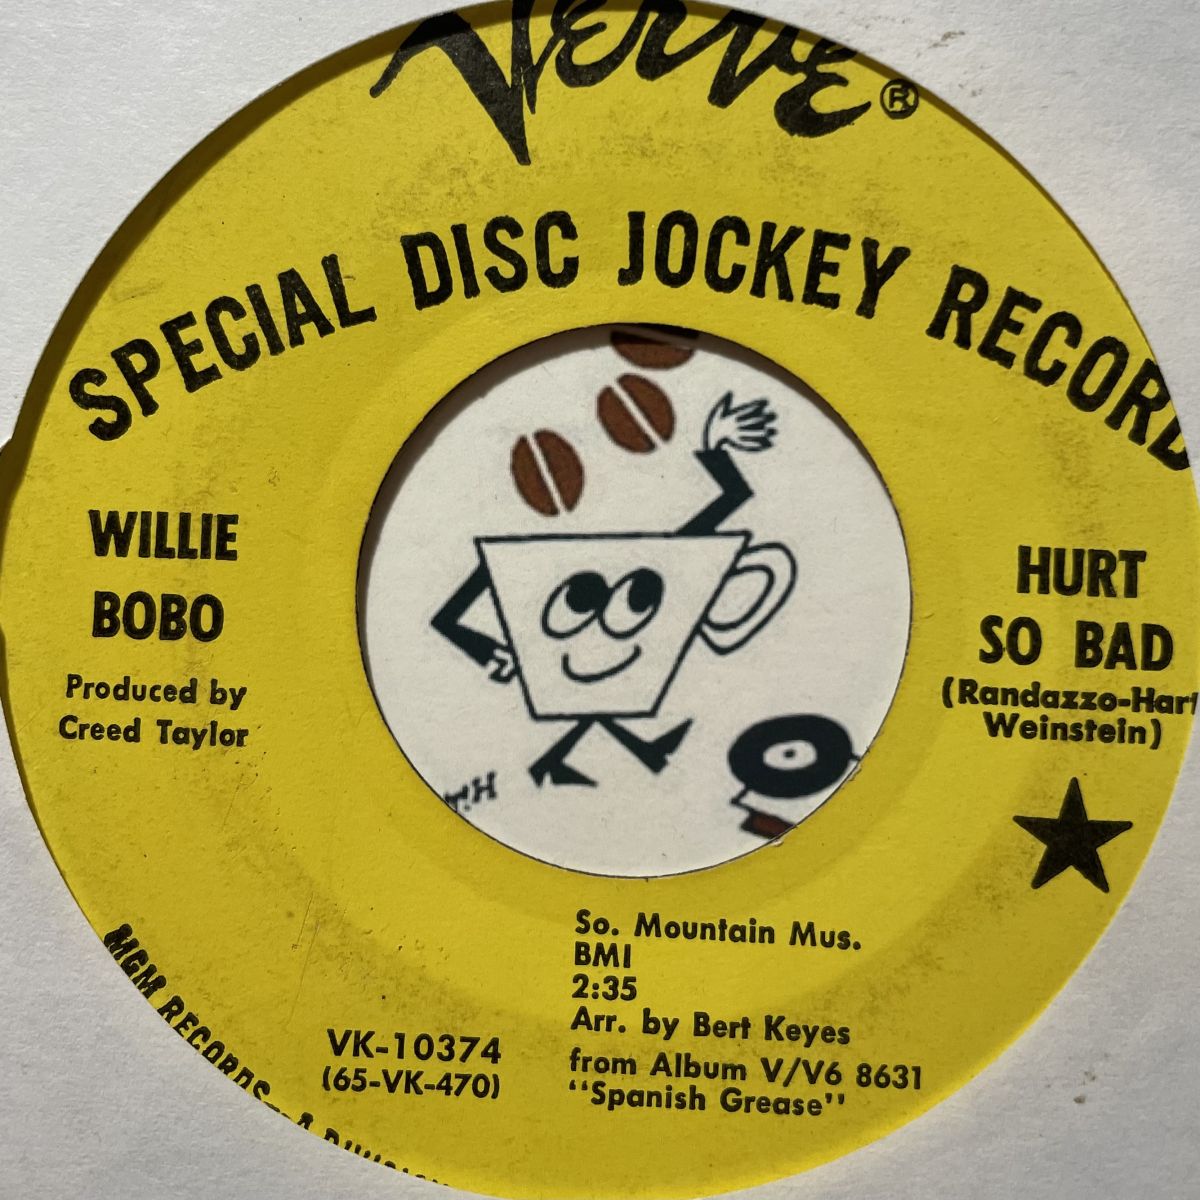 Verve®
SPECIAL DISC JOCKEY RECORD
WILLIE
BOBO
Produced by
Creed Taylor
HURT
SO BAD
(Randazzo-Hart
Weinstein)
So. Mountain Mus.
BMI
2:35
Arr. by Bert Keyes
from Album V/V6 8631
"Spanish Grease"
VK-10374
(65-VK-470)
MGM RECORDS - A DIVISION